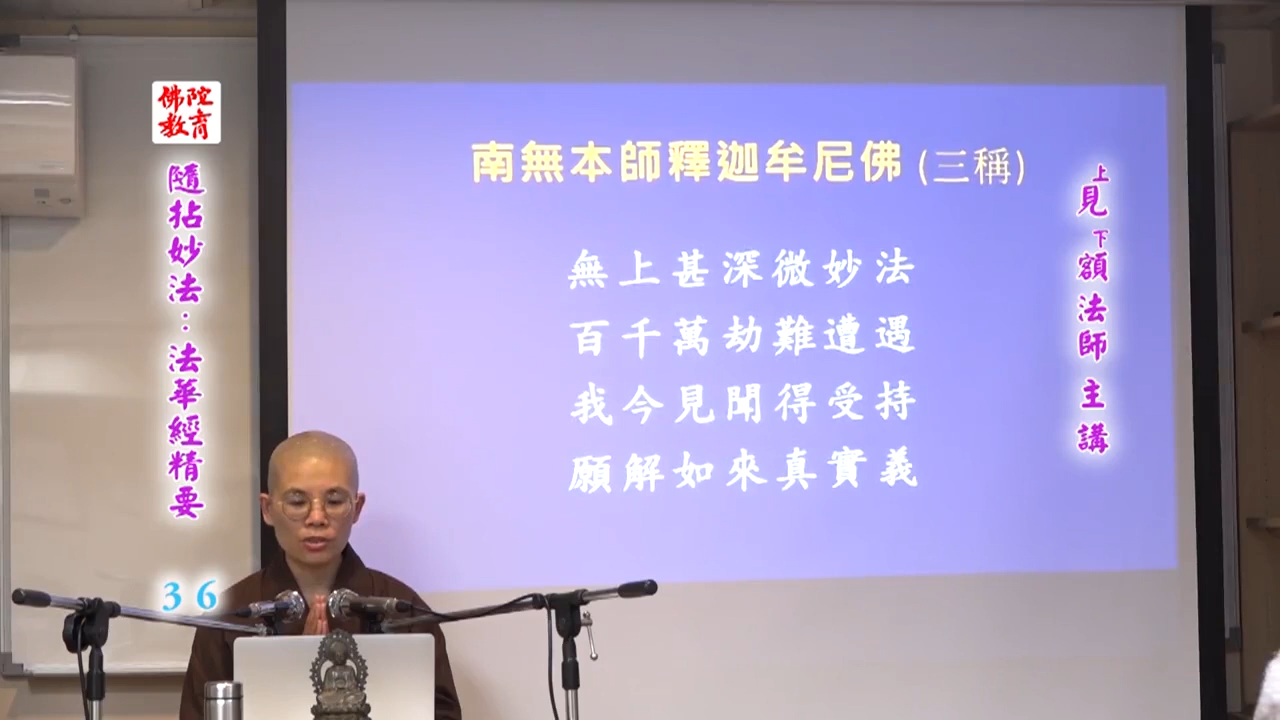 佛陀
教育
隨拈妙法：法華經精要
36
南無本師釋迦牟尼佛 (三稱)
無上甚深微妙法
百千萬劫難遭遇
我今見聞得受持
願解如來真實義
上見下額法師 主講